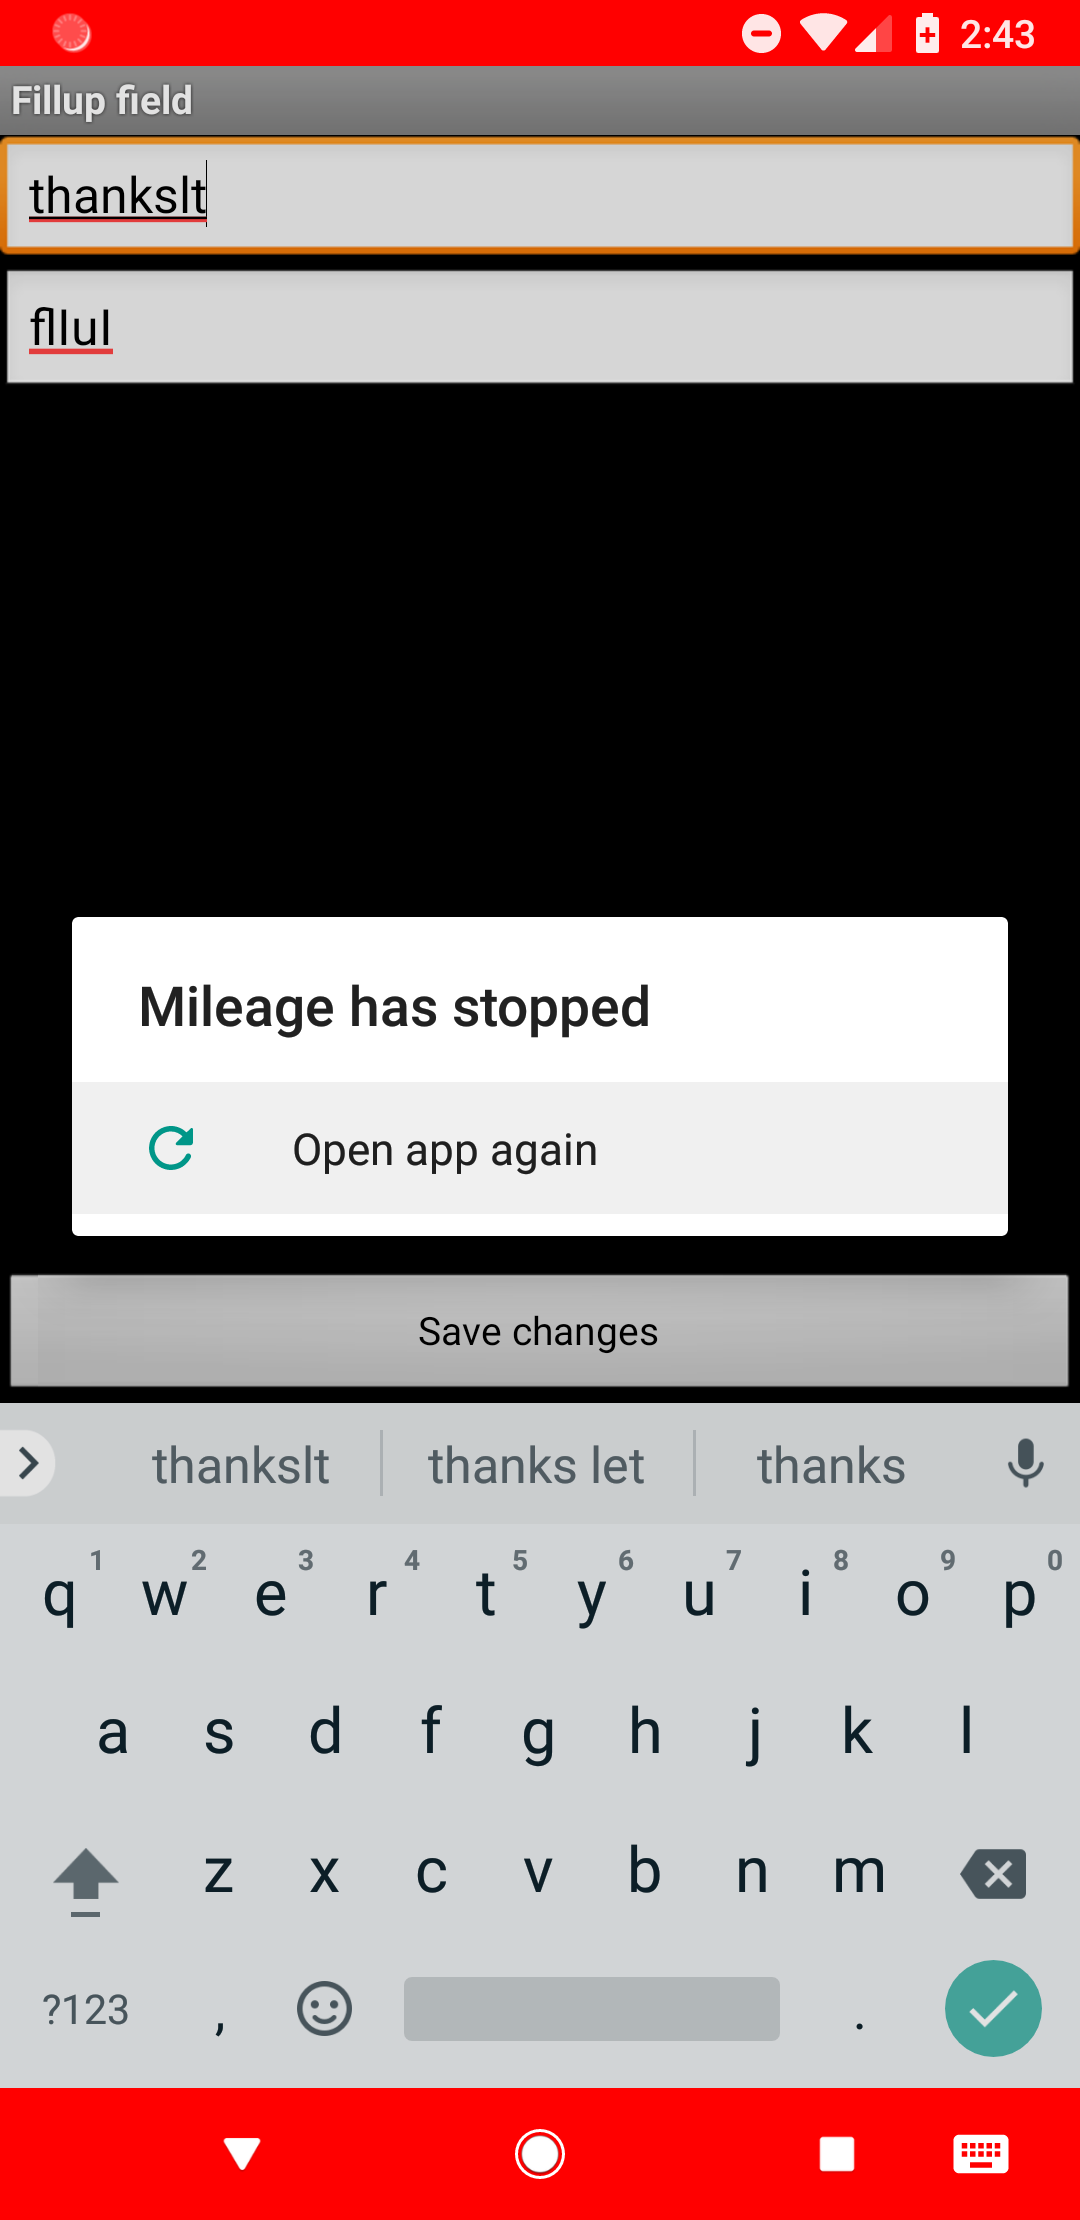 2:43
Fillup field
thankslt
fllul
Mileage has stopped
Open app again
Save changes
thankslt thanks let thanks
1 2 3 4 5 6 7 8 9 0
q w e r t y u i o p
a s d f g h j k l
z x c v b n m
?123 , .